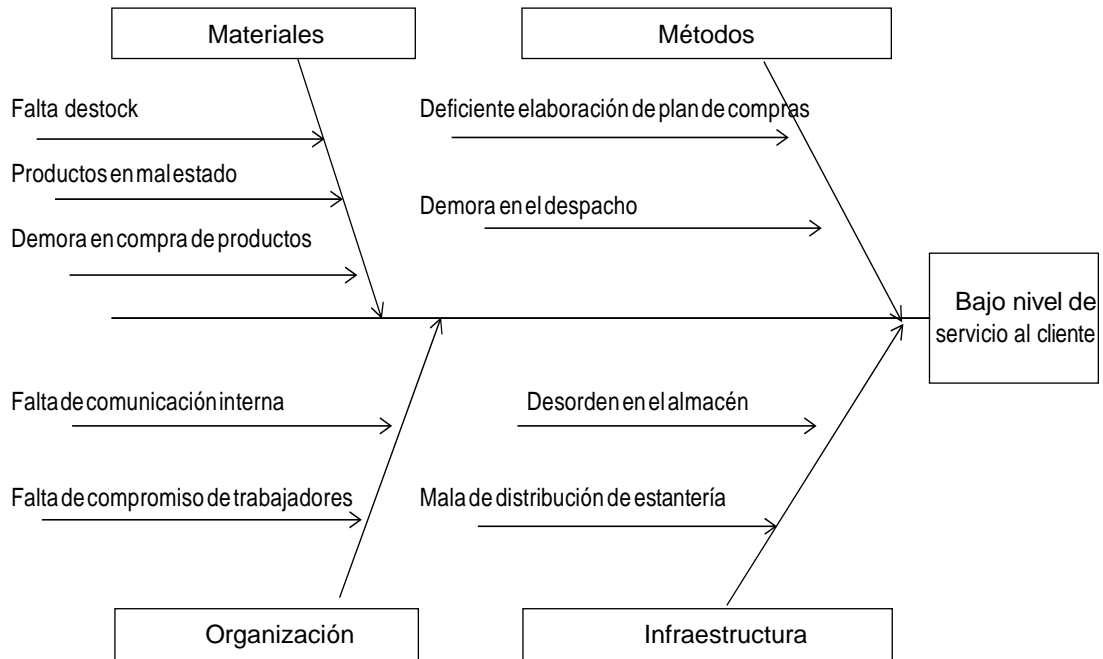 Materiales
Métodos
Falta destock
Deficiente elaboración de plan de compras
Productos en mal estado
Demora en el despacho
Demora en compra de productos
Bajo nivel de
servicio al cliente
Falta de comunicación interna
Desorden en el almacén
Falta de compromiso de trabajadores
Mala de distribución de estantería
Organización
Infraestructura